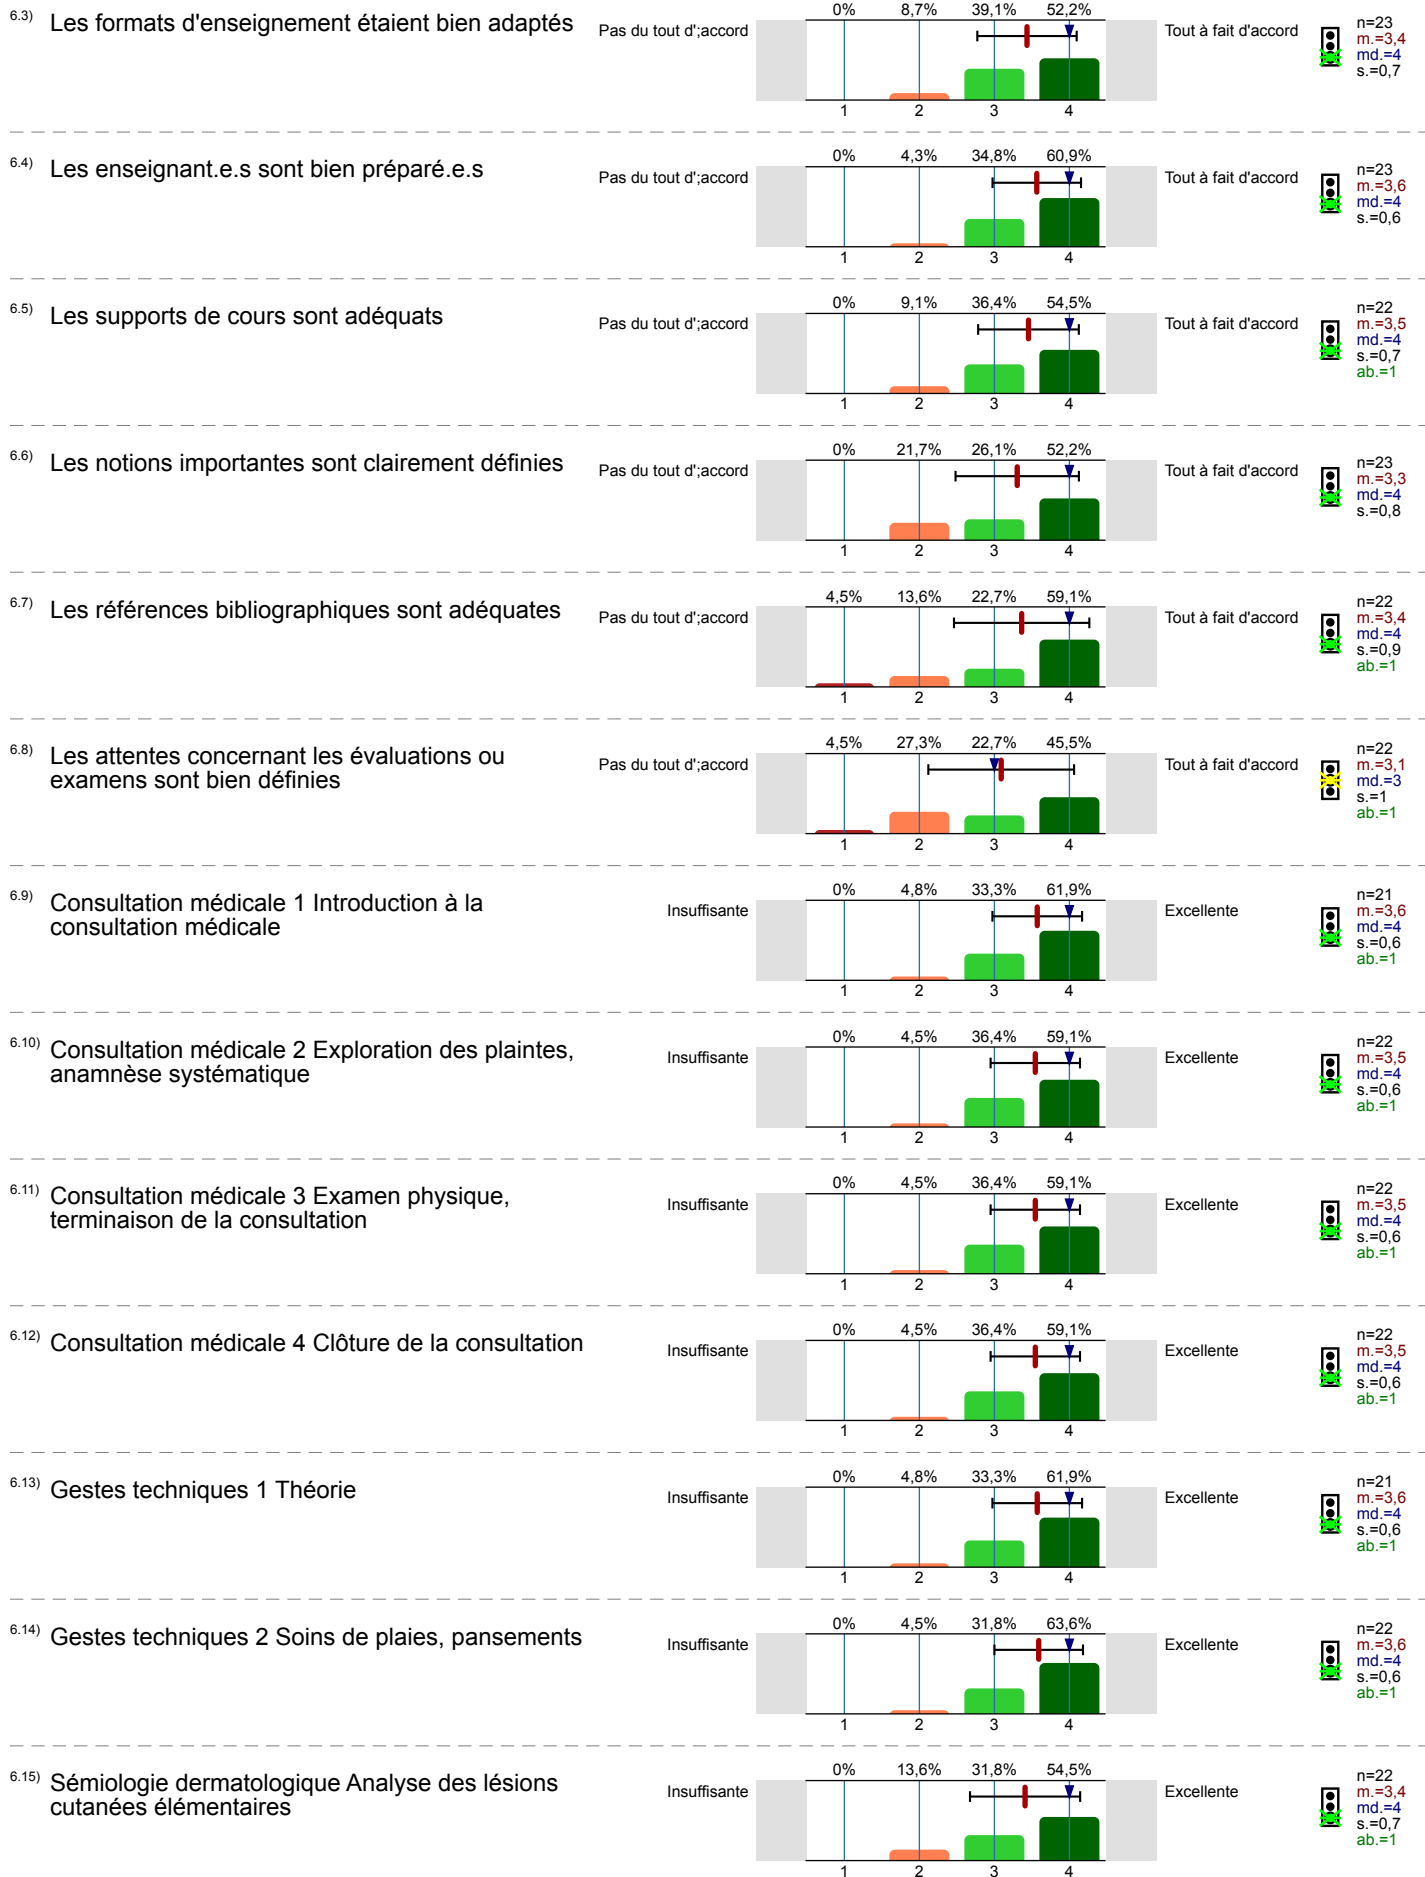 6.3) Les formats d'enseignement étaient bien adaptés
Pas du tout d';accord
0% 8,7% 39,1% 52,2%
1 2 3 4
Tout à fait d'accord
n=23
m.=3,4
md.=4
s.=0,7
6.4) Les enseignant.e.s sont bien préparé.e.s
Pas du tout d';accord
0% 4,3% 34,8% 60,9%
1 2 3 4
Tout à fait d'accord
n=23
m.=3,6
md.=4
s.=0,6
6.5) Les supports de cours sont adéquats
Pas du tout d';accord
0% 9,1% 36,4% 54,5%
1 2 3 4
Tout à fait d'accord
n=22
m.=3,5
md.=4
s.=0,7
ab.=1
6.6) Les notions importantes sont clairement définies
Pas du tout d';accord
0% 21,7% 26,1% 52,2%
1 2 3 4
Tout à fait d'accord
n=23
m.=3,3
md.=4
s.=0,8
6.7) Les références bibliographiques sont adéquates
Pas du tout d';accord
4,5% 13,6% 22,7% 59,1%
1 2 3 4
Tout à fait d'accord
n=22
m.=3,4
md.=4
s.=0,9
ab.=1
6.8) Les attentes concernant les évaluations ou
examens sont bien définies
Pas du tout d';accord
4,5% 27,3% 22,7% 45,5%
1 2 3 4
Tout à fait d'accord
n=22
m.=3,1
md.=3
s.=1
ab.=1
6.9) Consultation médicale 1 Introduction à la
consultation médicale
Insuffisante
0% 4,8% 33,3% 61,9%
1 2 3 4
Excellente
n=21
m.=3,6
md.=4
s.=0,6
ab.=1
6.10) Consultation médicale 2 Exploration des plaintes,
anamnèse systématique
Insuffisante
0% 4,5% 36,4% 59,1%
1 2 3 4
Excellente
n=22
m.=3,5
md.=4
s.=0,6
ab.=1
6.11) Consultation médicale 3 Examen physique,
terminaison de la consultation
Insuffisante
0% 4,5% 36,4% 59,1%
1 2 3 4
Excellente
n=22
m.=3,5
md.=4
s.=0,6
ab.=1
6.12) Consultation médicale 4 Clôture de la consultation
Insuffisante
0% 4,5% 36,4% 59,1%
1 2 3 4
Excellente
n=22
m.=3,5
md.=4
s.=0,6
ab.=1
6.13) Gestes techniques 1 Théorie
Insuffisante
0% 4,8% 33,3% 61,9%
1 2 3 4
Excellente
n=21
m.=3,6
md.=4
s.=0,6
ab.=1
6.14) Gestes techniques 2 Soins de plaies, pansements
Insuffisante
0% 4,5% 31,8% 63,6%
1 2 3 4
Excellente
n=22
m.=3,6
md.=4
s.=0,6
ab.=1
6.15) Sémiologie dermatologique Analyse des lésions
cutanées élémentaires
Insuffisante
0% 13,6% 31,8% 54,5%
1 2 3 4
Excellente
n=22
m.=3,4
md.=4
s.=0,7
ab.=1